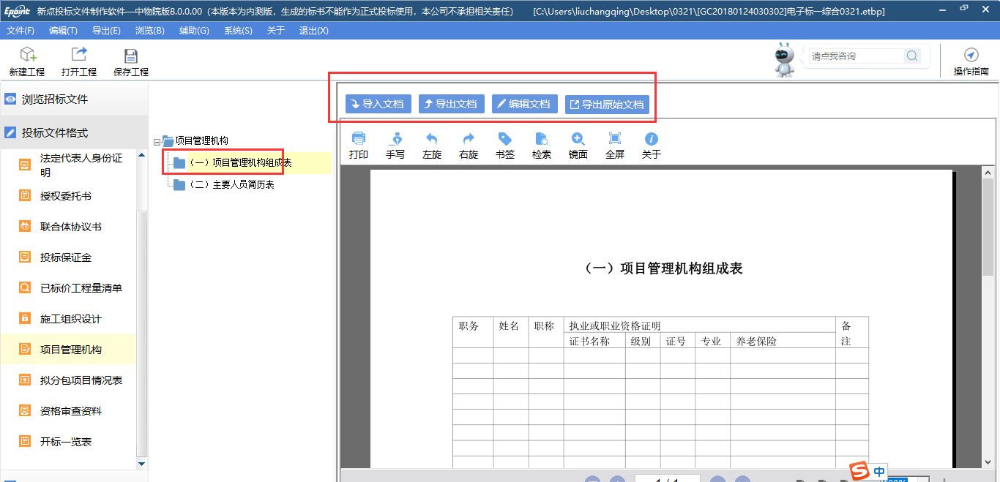 Epoint 新点投标文件制作软件—中物院版8.0.0.00（本版本为内测版，生成的标书不能作为正式投标使用，本公司不承担相关责任） [C:\Users\liuchangqing\Desktop\0321\[GC20180124030302]电子标一综合0321.etbp]
文件(F) 编辑(T) 导出(E) 浏览(B) 辅助(G) 系统(S) 关于 退出(X)
新建工程 打开工程 保存工程 请点我咨询 操作指南
浏览招标文件
投标文件格式
法定代表人身份证
明
授权委托书
联合体协议书
投标保证金
已标价工程量清单
施工组织设计
项目管理机构
拟分包项目情况表
资格审查资料
开标一览表
项目管理机构
（一）项目管理机构组成表
（二）主要人员简历表
导入文档 导出文档 编辑文档 导出原始文档
打印 手写 左旋 右旋 书签 检索 镜面 全屏 关于
（一）项目管理机构组成表
职务 姓名 职称 执业或职业资格证明 备
证书名称 级别 证号 专业 养老保险 注
1 / 1
中
100%